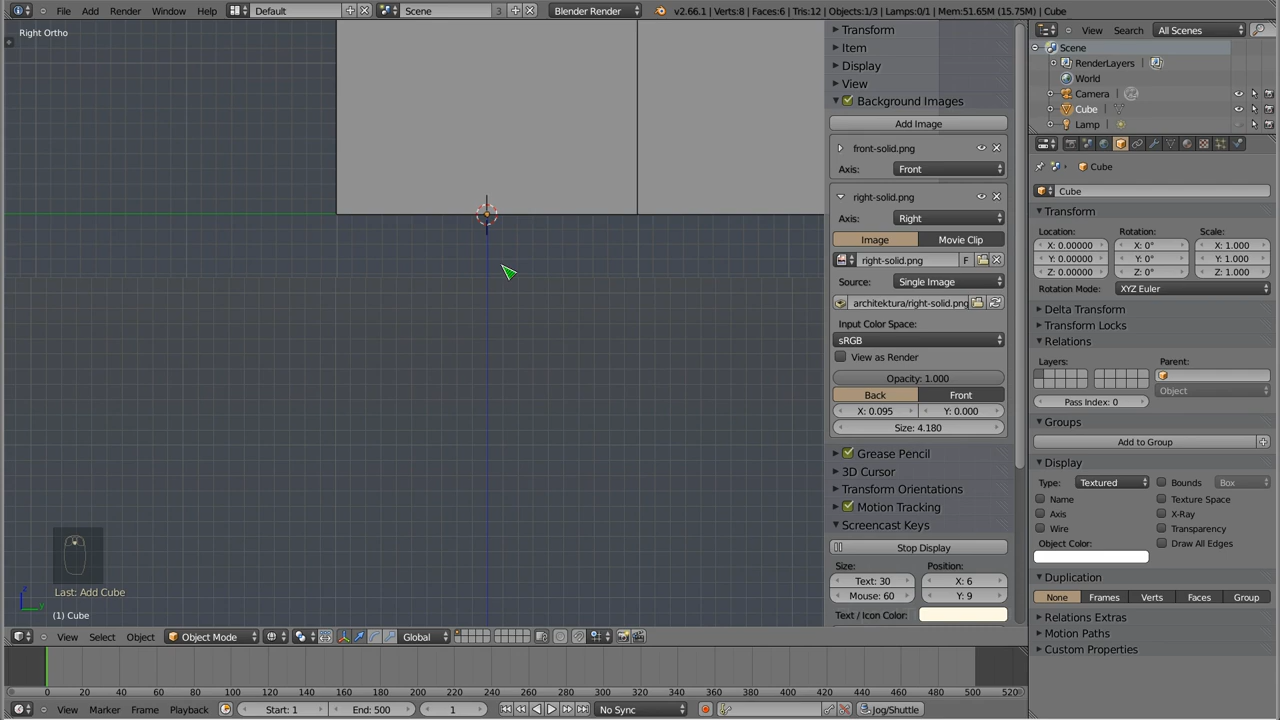 File Add Render Window Help Default Scene 3 Blender Render v2.66.1 | Verts:8 | Faces:6 | Tris:12 | Objects:1/3 | Lamps:0/1 | Mem:51.65M (15.75M) | Cube
View Search All Scenes
Right Ortho
Scene
RenderLayers
World
Camera
Cube
Lamp
Transform
Item
Display
View
Background Images
Add Image
front-solid.png
Axis: Front
right-solid.png
Axis: Right
Image Movie Clip
right-solid.png F
Source: Single Image
architektura/right-solid.png
Input Color Space:
sRGB
View as Render
Opacity: 1.000
Back Front
X: 0.095 Y: 0.000
Size: 4.180
Grease Pencil
3D Cursor
Transform Orientations
Motion Tracking
Screencast Keys
Stop Display
Size: Position:
Text: 30 X: 6
Mouse: 60 Y: 9
Text / Icon Color:
Cube
Cube
Transform
Location: Rotation: Scale:
X: 0.00000 X: 0° X: 1.000
Y: 0.00000 Y: 0° Y: 1.000
Z: 0.00000 Z: 0° Z: 1.000
Rotation Mode: XYZ Euler
Delta Transform
Transform Locks
Relations
Layers: Parent:
Object
Pass Index: 0
Groups
Add to Group
Display
Type: Textured Bounds Box
Name Texture Space
Axis X-Ray
Wire Transparency
Object Color: Draw All Edges
Duplication
None Frames Verts Faces Group
Relations Extras
Motion Paths
Custom Properties
Last: Add Cube
z
y
(1) Cube
View Select Object Object Mode Global
0 20 40 60 80 100 120 140 160 180 200 220 240 260 280 300 320 340 360 380 400 420 440 460 480 500 520
View Marker Frame Playback Start: 1 End: 500 1 No Sync Jog/Shuttle